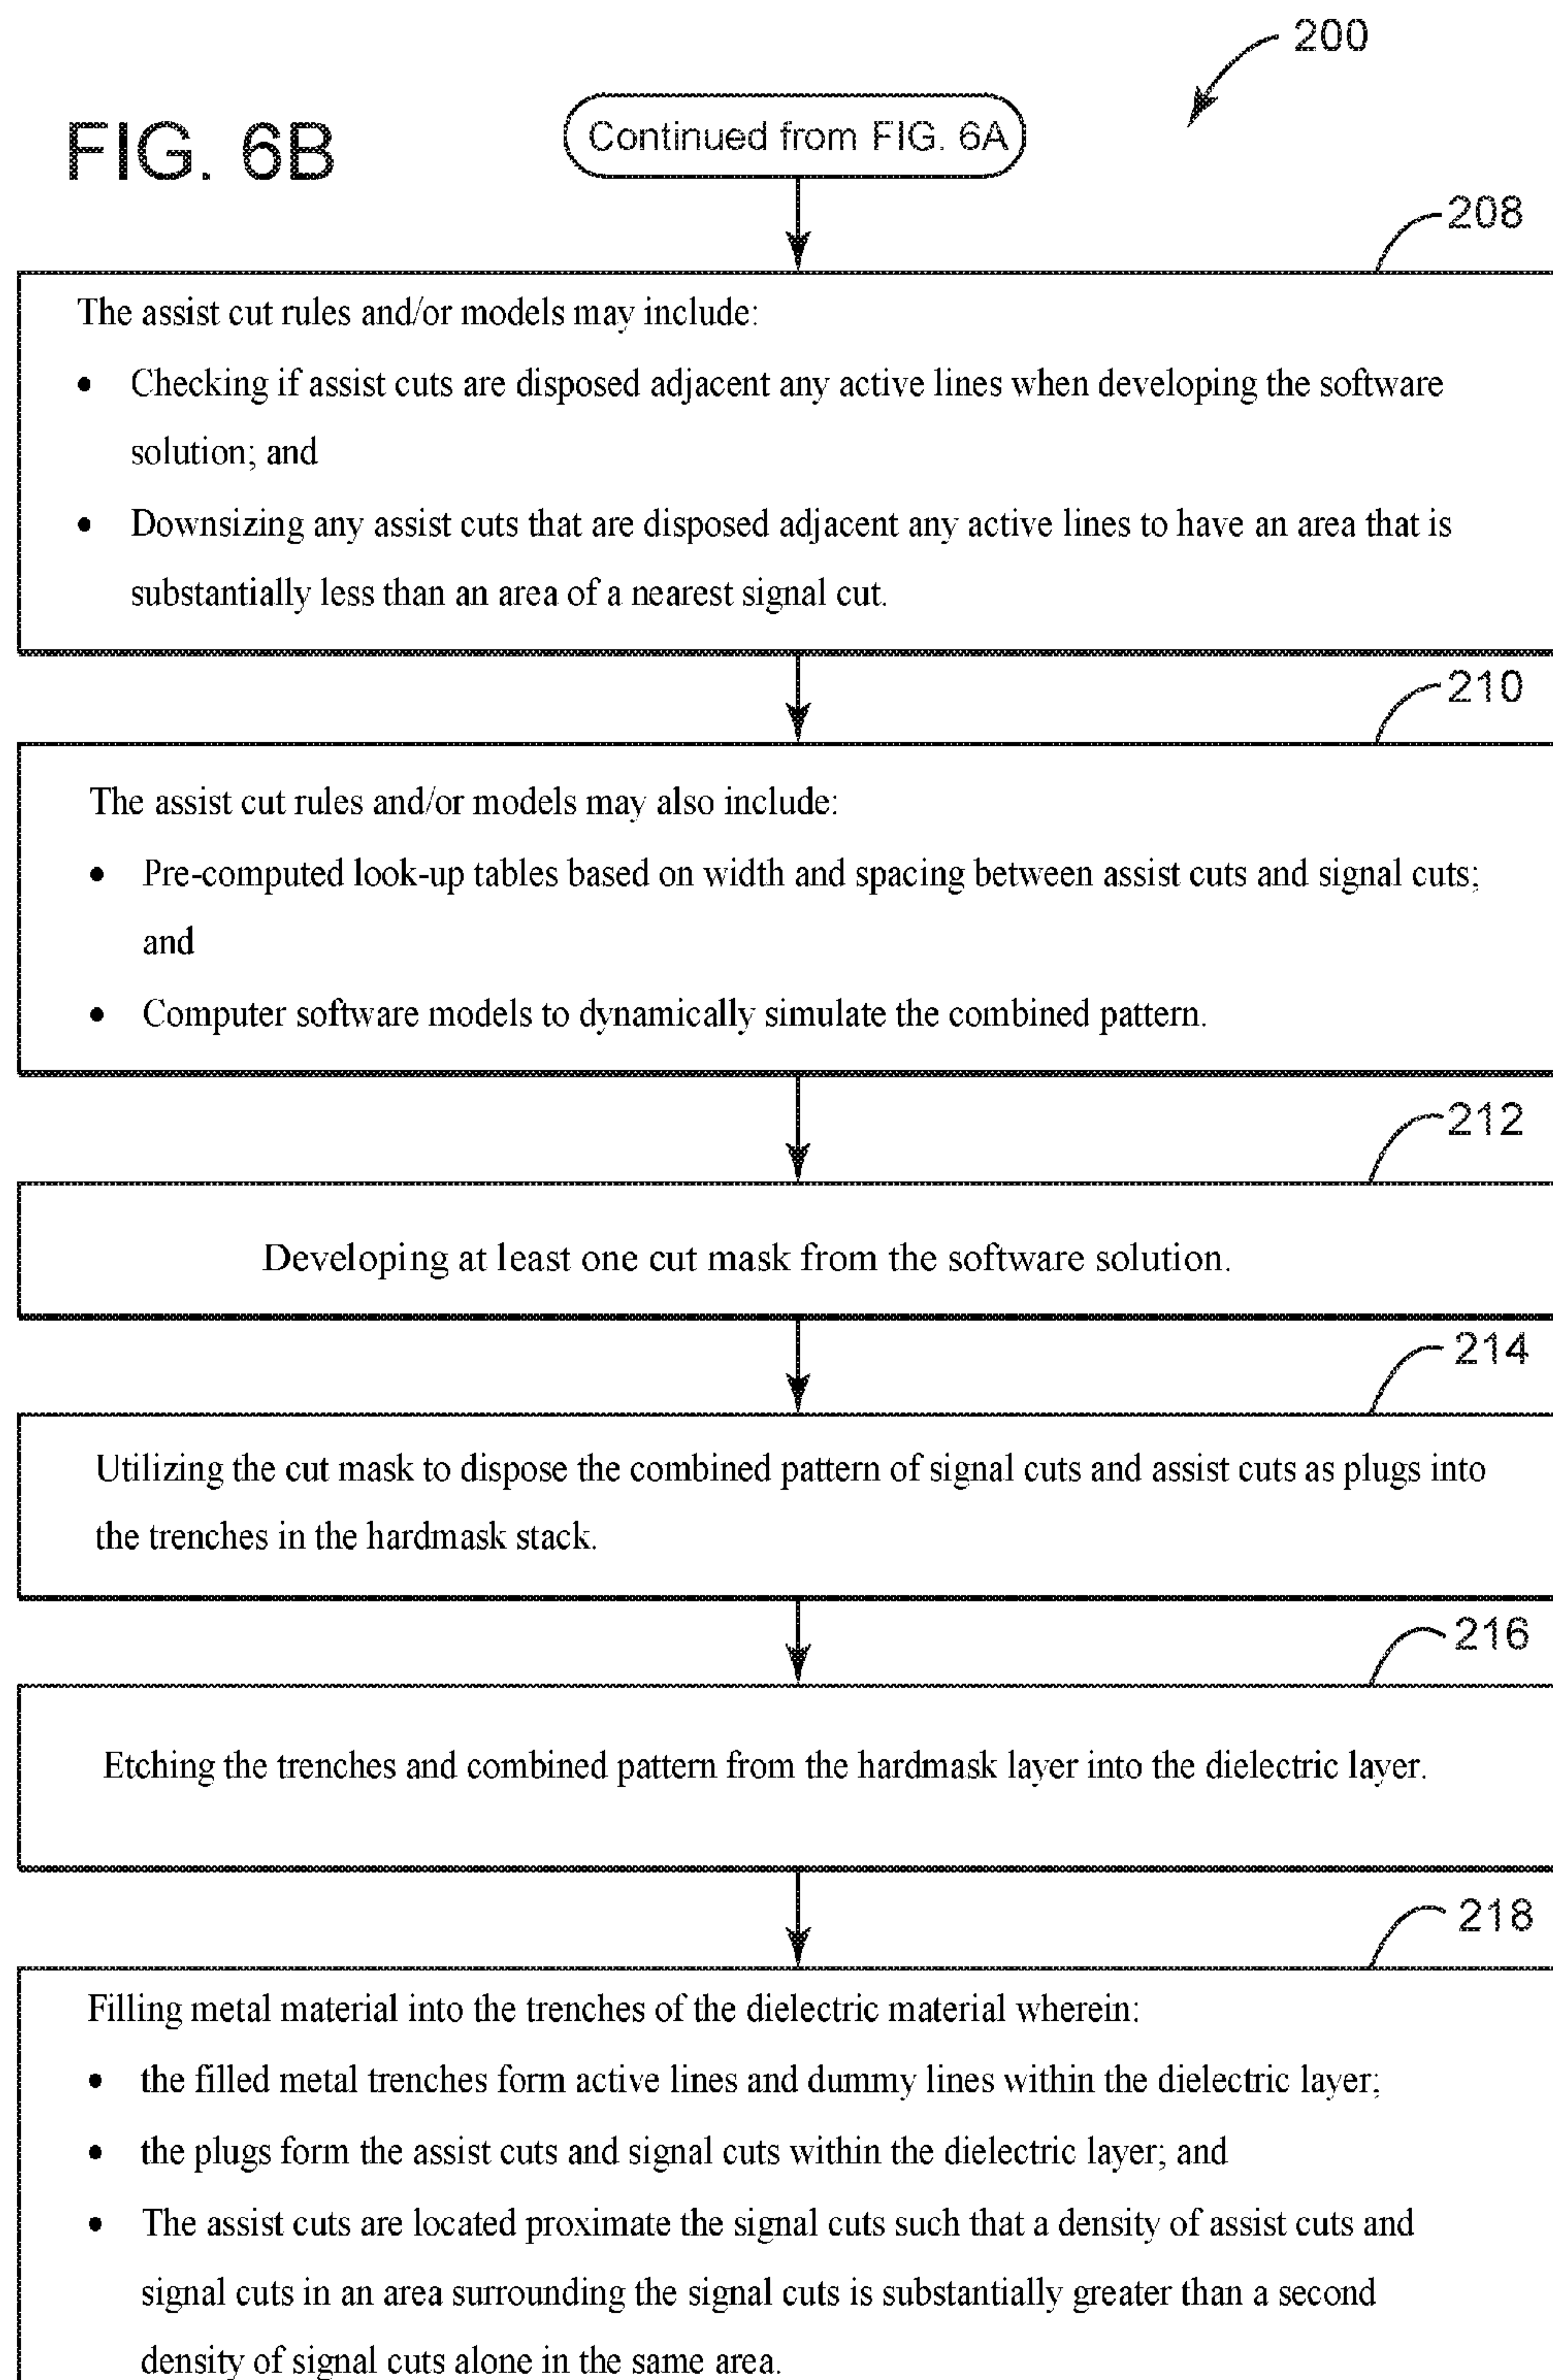 200
FIG. 6B
Continued from FIG. 6A
208
The assist cut rules and/or models may include:
• Checking if assist cuts are disposed adjacent any active lines when developing the software
solution; and
• Downsizing any assist cuts that are disposed adjacent any active lines to have an area that is
substantially less than an area of a nearest signal cut.
210
The assist cut rules and/or models may also include:
• Pre-computed look-up tables based on width and spacing between assist cuts and signal cuts;
and
• Computer software models to dynamically simulate the combined pattern.
212
Developing at least one cut mask from the software solution.
214
Utilizing the cut mask to dispose the combined pattern of signal cuts and assist cuts as plugs into
the trenches in the hardmask stack.
216
Etching the trenches and combined pattern from the hardmask layer into the dielectric layer.
218
Filling metal material into the trenches of the dielectric material wherein:
• the filled metal trenches form active lines and dummy lines within the dielectric layer;
• the plugs form the assist cuts and signal cuts within the dielectric layer; and
• The assist cuts are located proximate the signal cuts such that a density of assist cuts and
signal cuts in an area surrounding the signal cuts is substantially greater than a second
density of signal cuts alone in the same area.